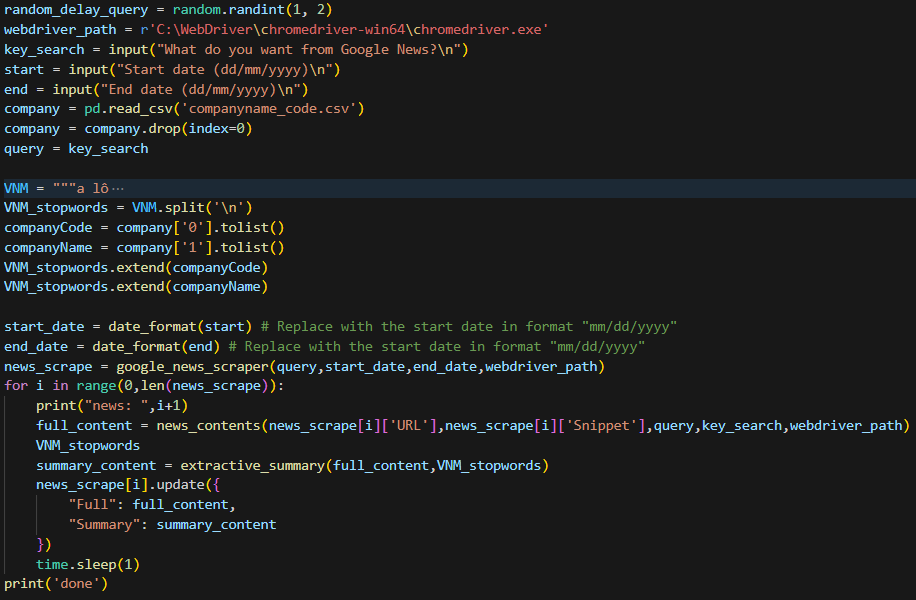 random_delay_query = random.randint(1, 2)
webdriver_path = r'C:\WebDriver\chromedriver-win64\chromedriver.exe'
key_search = input("What do you want from Google News?\n")
start = input("Start date (dd/mm/yyyy)\n")
end = input("End date (dd/mm/yyyy)\n")
company = pd.read_csv('companyname_code.csv')
company = company.drop(index=0)
query = key_search

VNM = """a lô···
VNM_stopwords = VNM.split('\n')
companyCode = company['0'].tolist()
companyName = company['1'].tolist()
VNM_stopwords.extend(companyCode)
VNM_stopwords.extend(companyName)

start_date = date_format(start) # Replace with the start date in format "mm/dd/yyyy"
end_date = date_format(end) # Replace with the start date in format "mm/dd/yyyy"
news_scrape = google_news_scraper(query,start_date,end_date,webdriver_path)
for i in range(0,len(news_scrape)):
    print("news: ",i+1)
    full_content = news_contents(news_scrape[i]['URL'],news_scrape[i]['Snippet'],query,key_search,webdriver_path)
    VNM_stopwords
    summary_content = extractive_summary(full_content,VNM_stopwords)
    news_scrape[i].update({
        "Full": full_content,
        "Summary": summary_content
    })
    time.sleep(1)
print('done')